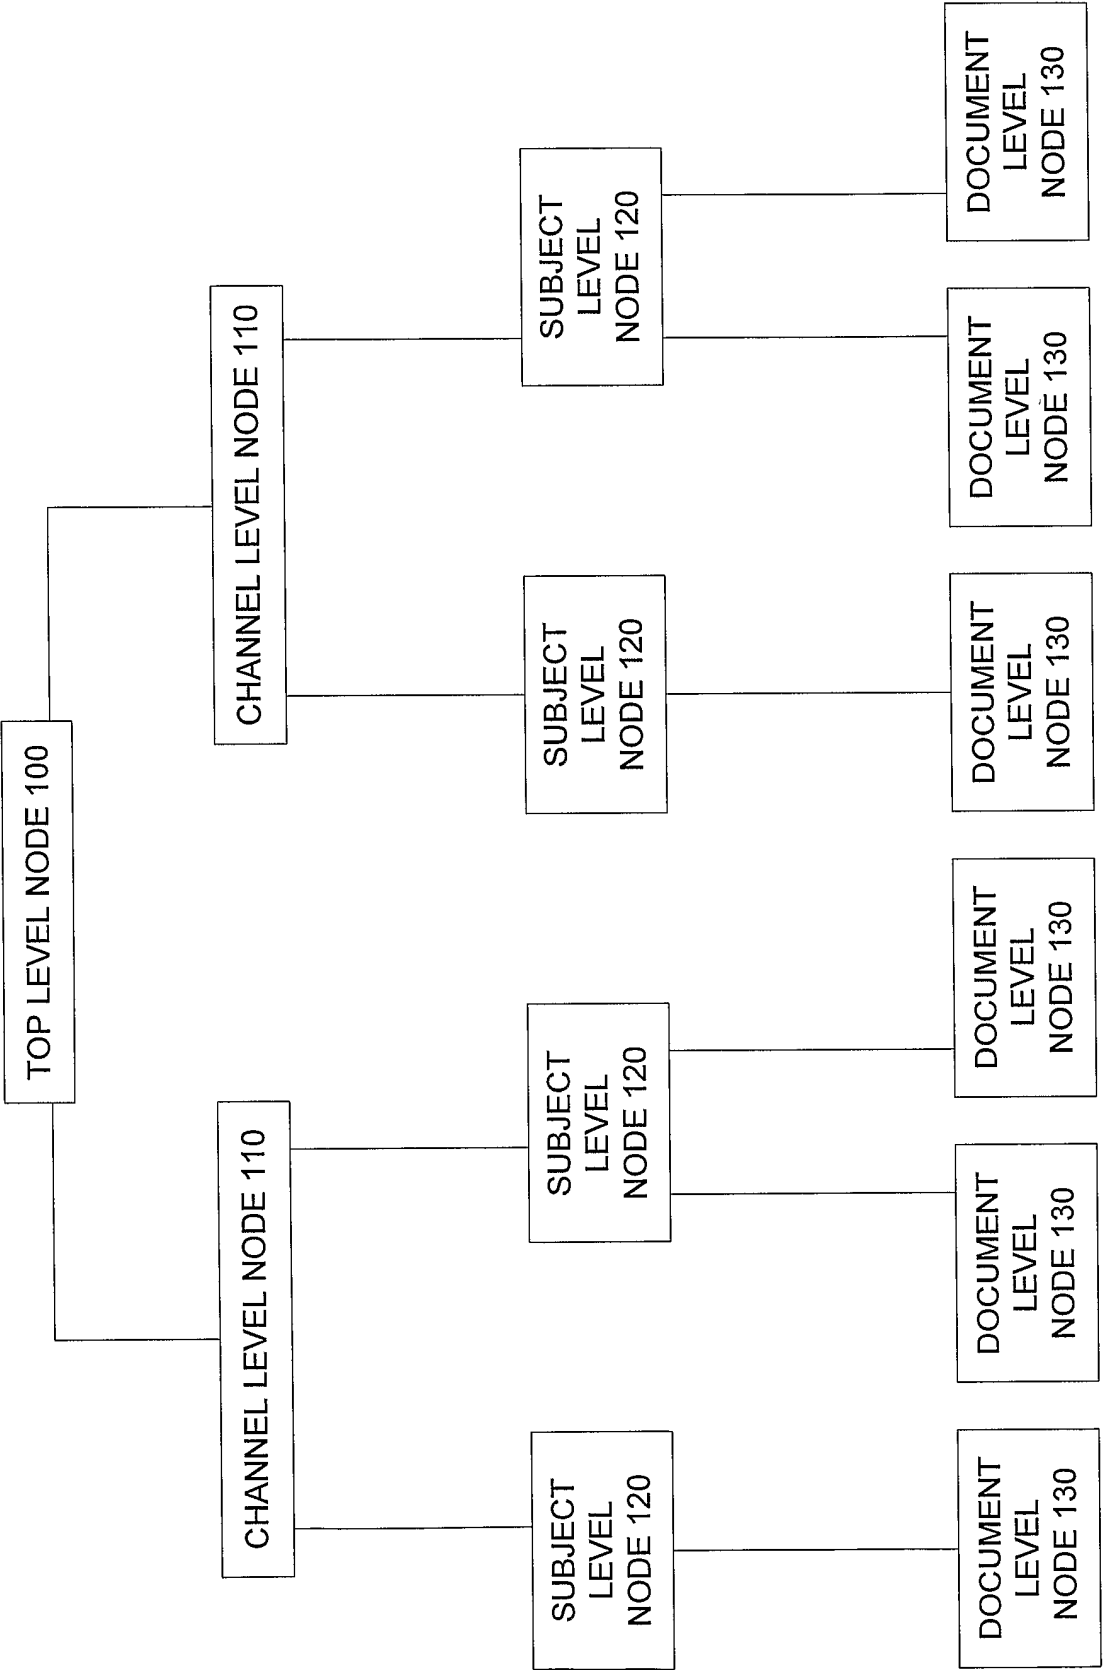 TOP LEVEL NODE 100
CHANNEL LEVEL NODE 110
CHANNEL LEVEL NODE 110
SUBJECT
LEVEL
NODE 120
SUBJECT
LEVEL
NODE 120
SUBJECT
LEVEL
NODE 120
SUBJECT
LEVEL
NODE 120
DOCUMENT
LEVEL
NODE 130
DOCUMENT
LEVEL
NODE 130
DOCUMENT
LEVEL
NODE 130
DOCUMENT
LEVEL
NODE 130
DOCUMENT
LEVEL
NODE 130
DOCUMENT
LEVEL
NODE 130